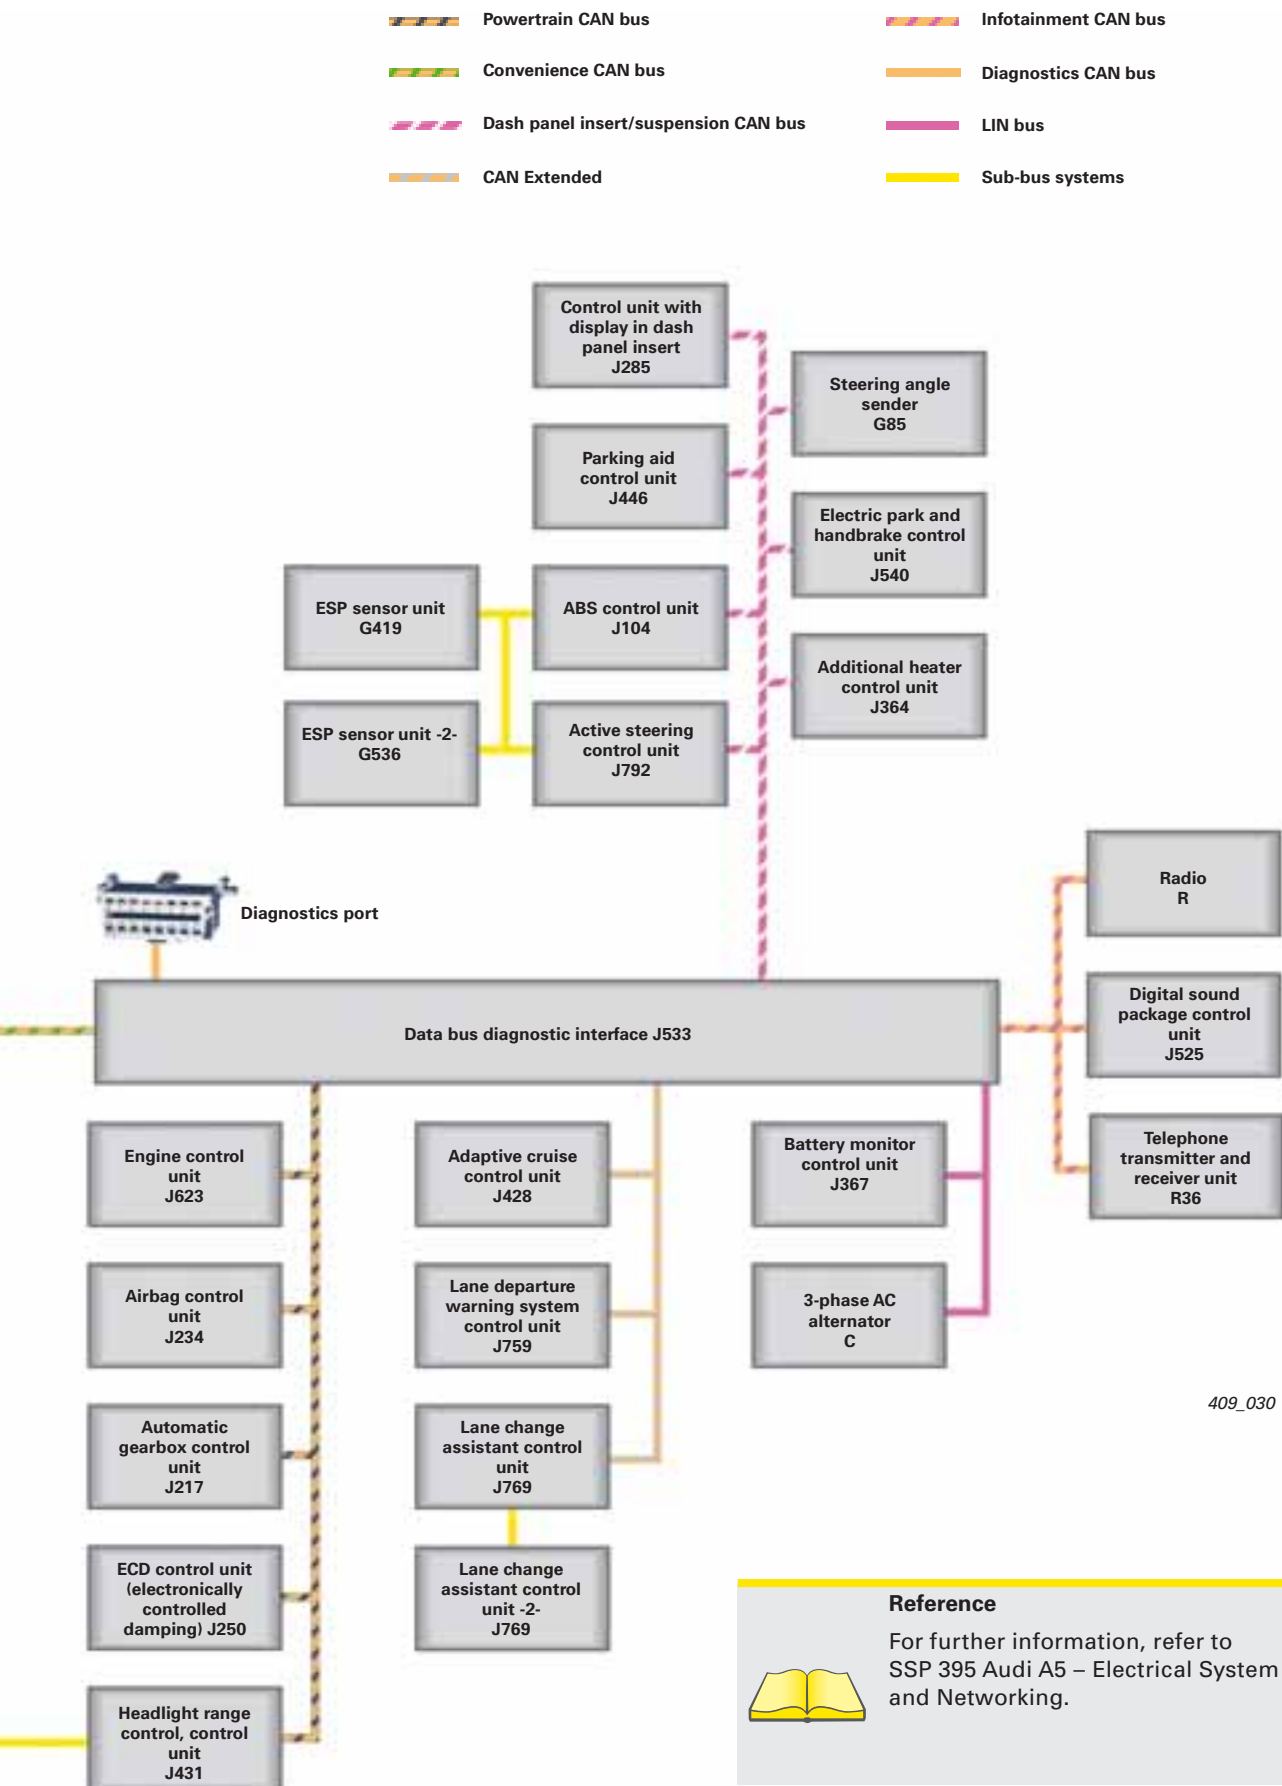 Powertrain CAN bus
Infotainment CAN bus
Convenience CAN bus
Diagnostics CAN bus
Dash panel insert/suspension CAN bus
LIN bus
CAN Extended
Sub-bus systems
Control unit with
display in dash
panel insert
J285
Steering angle
sender
G85
Parking aid
control unit
J446
Electric park and
handbrake control
unit
J540
ESP sensor unit
G419
ABS control unit
J104
Additional heater
control unit
J364
ESP sensor unit -2-
G536
Active steering
control unit
J792
Diagnostics port
Radio
R
Data bus diagnostic interface J533
Digital sound
package control
unit
J525
Telephone
transmitter and
receiver unit
R36
Engine control
unit
J623
Adaptive cruise
control unit
J428
Battery monitor
control unit
J367
Airbag control
unit
J234
Lane departure
warning system
control unit
J759
3-phase AC
alternator
C
409_030
Automatic
gearbox control
unit
J217
Lane change
assistant control
unit
J769
ECD control unit
(electronically
controlled
damping) J250
Lane change
assistant control
unit -2-
J769
Headlight range
control, control
unit
J431
Reference
For further information, refer to
SSP 395 Audi A5 – Electrical System
and Networking.